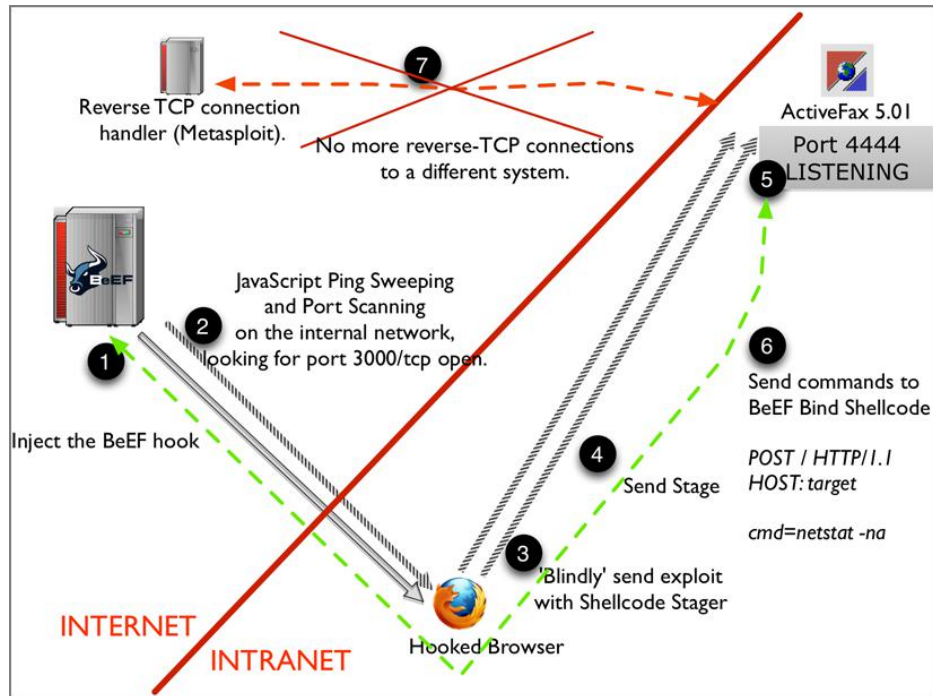 7
Reverse TCP connection
handler (Metasploit).
No more reverse-TCP connections
to a different system.
ActiveFax 5.01
Port 4444
LISTENING
5
BeEF
JavaScript Ping Sweeping
and Port Scanning
on the internal network,
looking for port 3000/tcp open.
2
1
Inject the BeEF hook
6
Send commands to
BeEF Bind Shellcode
POST / HTTP/1.1
HOST: target
cmd=netstat -na
4
Send Stage
3
'Blindly' send exploit
with Shellcode Stager
Hooked Browser
INTERNET
INTRANET